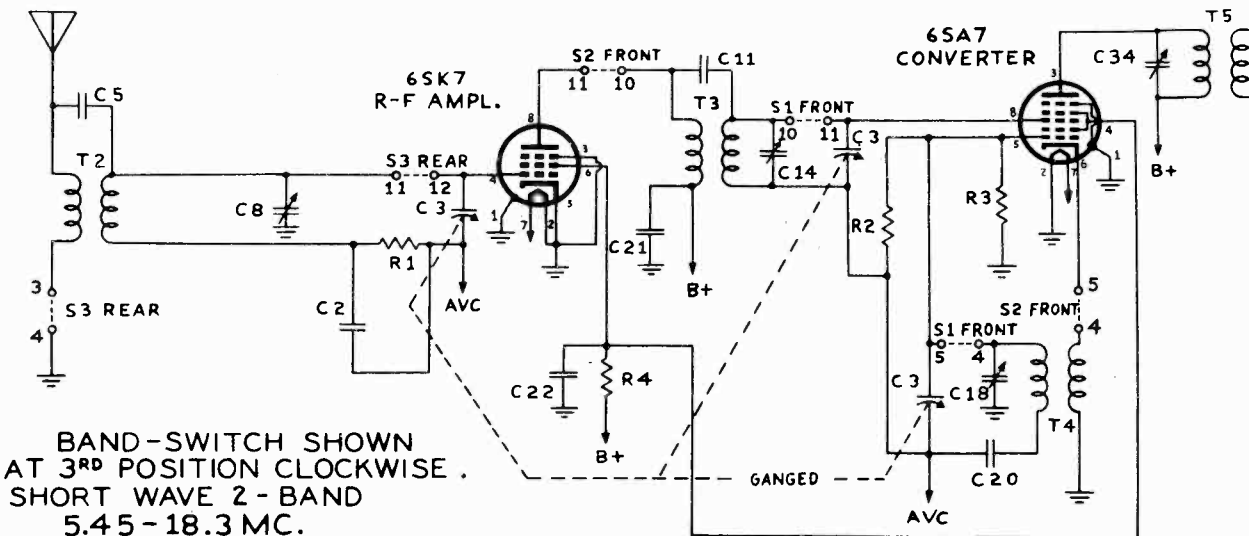 T5
6SA7
CONVERTER
C34
S2 FRONT
C11
11 10
6SK7
R-F AMPL.
C5
T3
S1 FRONT
10 11
3
8
4
5
1
2 7 6
B+
C3
C14
8
3
6
4
5
1
7 2
T2
S3 REAR
11 12
C8
C3
R3
R2
R1
C21
B+
AVC
C2
3
S3 REAR
4
5
S2 FRONT
4
S1 FRONT
5 4
C3
C18
T4
C22
R4
B+
C20
GANGED
AVC
BAND-SWITCH SHOWN
AT 3RD POSITION CLOCKWISE.
SHORT WAVE 2-BAND
5.45-18.3 MC.